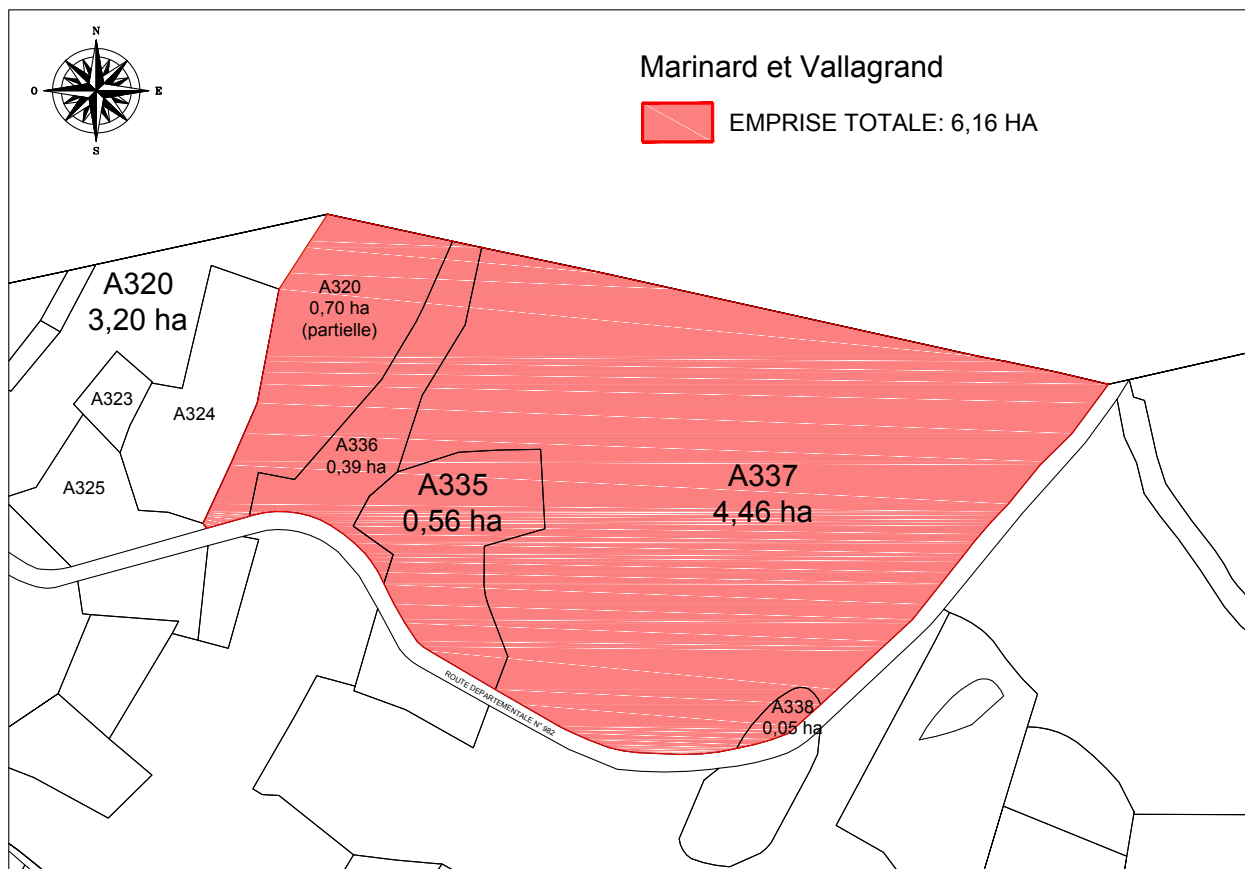 N
O
E
S
Marinard et Vallagrand
EMPRISE TOTALE: 6,16 HA
A320
3,20 ha
A320
0,70 ha
(partielle)
A323
A324
A325
A336
0,39 ha
A335
0,56 ha
A337
4,46 ha
A338
0,05 ha
ROUTE DEPARTEMENTALE N° 982